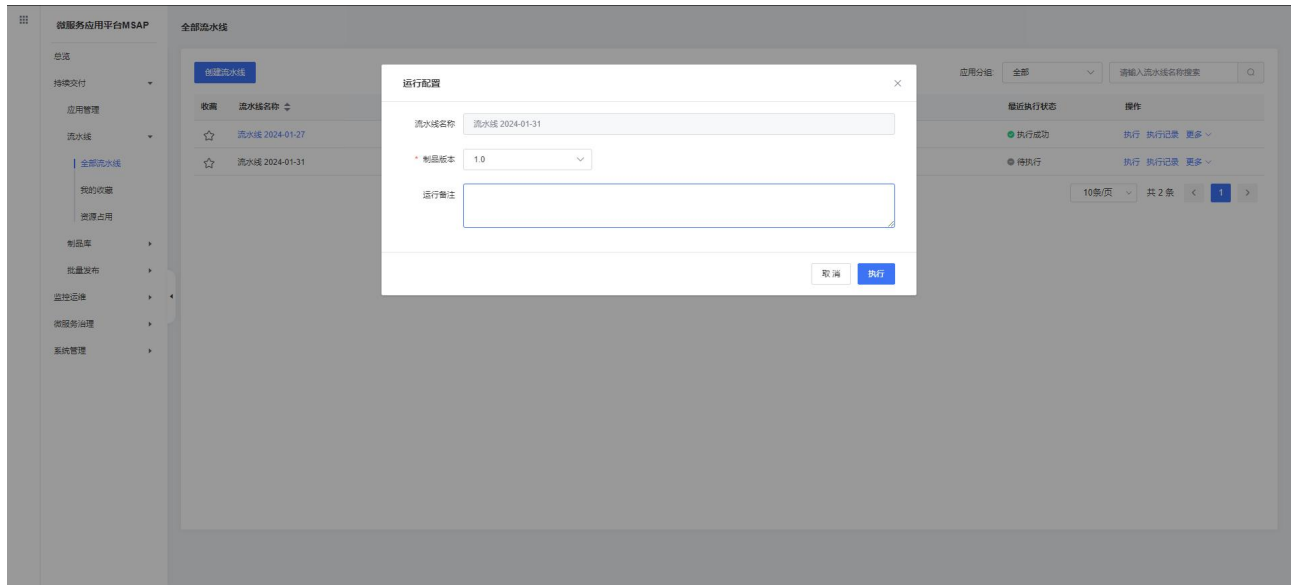 微服务应用平台MSAP
全部流水线
总览
持续交付
应用管理
流水线
全部流水线
我的收藏
资源占用
制品库
批量发布
监控运维
微服务治理
系统管理
创建流水线
应用分组 全部 请输入流水线名称搜索
收藏 流水线名称 最近执行状态 操作
流水线 2024-01-27 执行成功 执行 执行记录 更多
流水线 2024-01-31 待执行 执行 执行记录 更多
10条/页 共 2 条 1
运行配置
流水线名称 流水线 2024-01-31
* 制品版本 1.0
运行备注
取消 执行